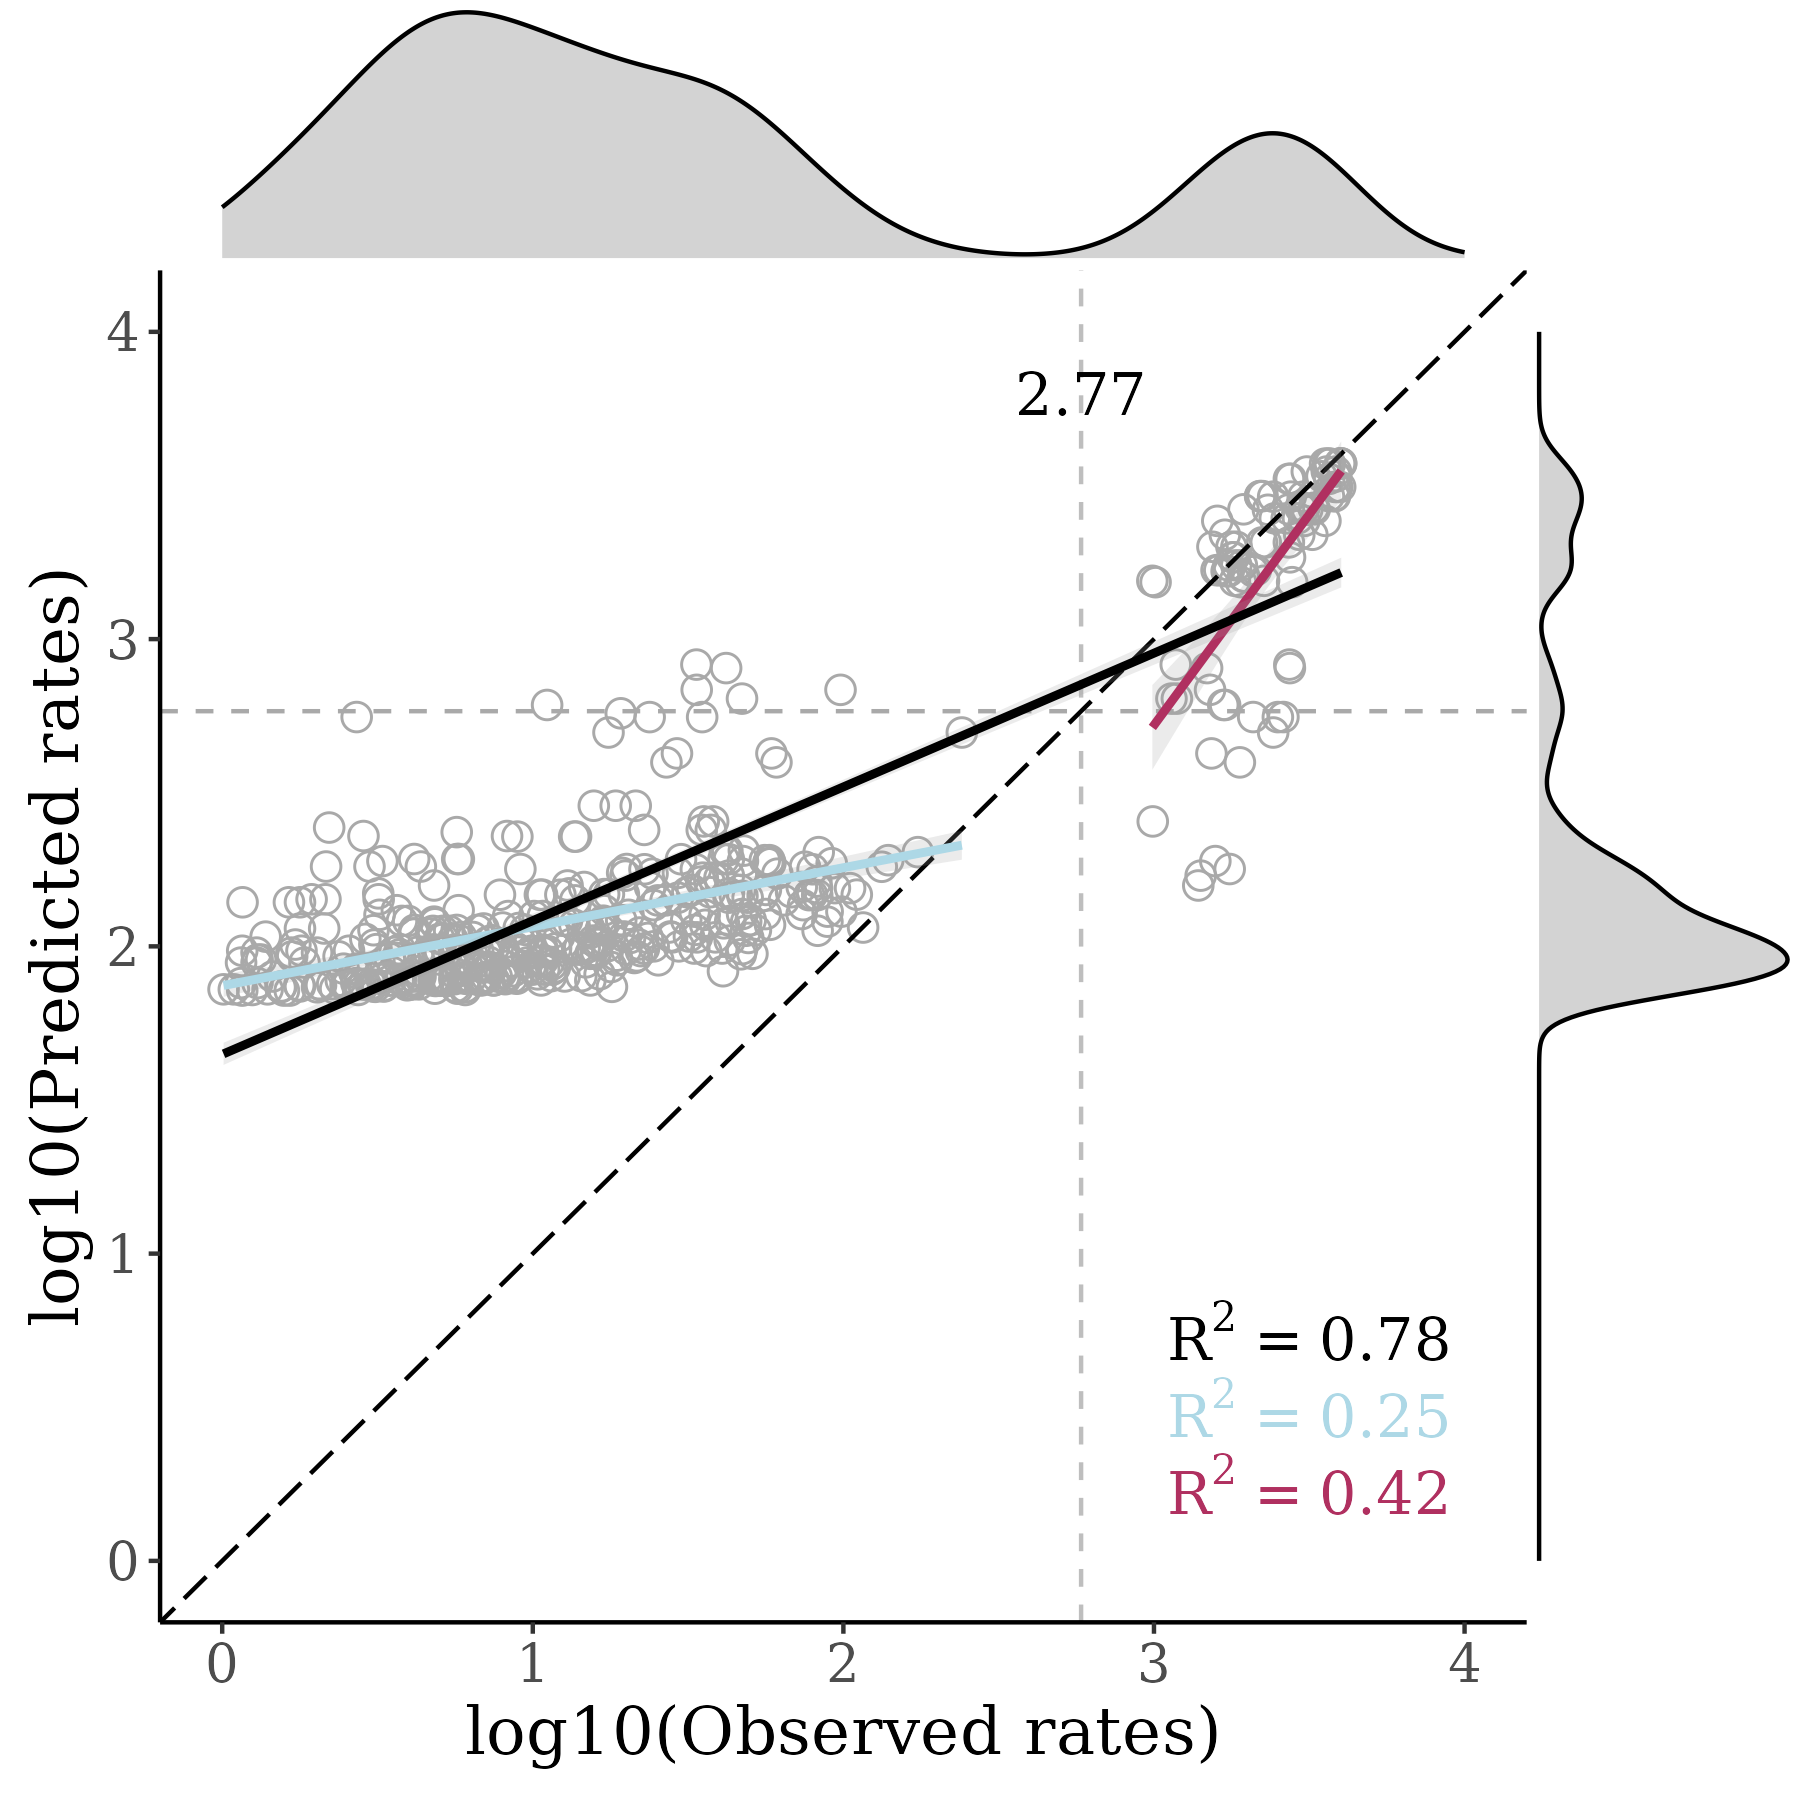 4
2.77
3
log10(Predicted rates)
2
1
R² = 0.78
R² = 0.25
R² = 0.42
0
0 1 2 3 4
log10(Observed rates)